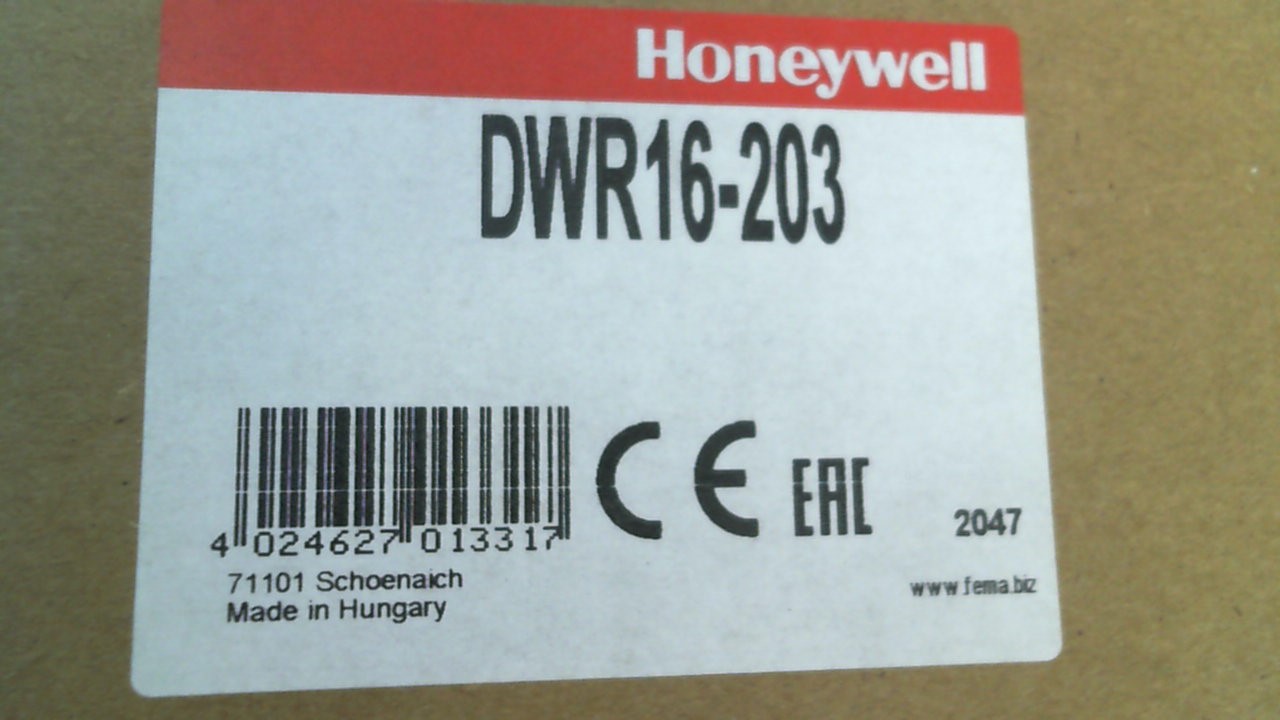 Honeywell
DWR16-203
4 024627 013317
CE EAC
2047
71101 Schoenaich
www.fema.biz
Made in Hungary